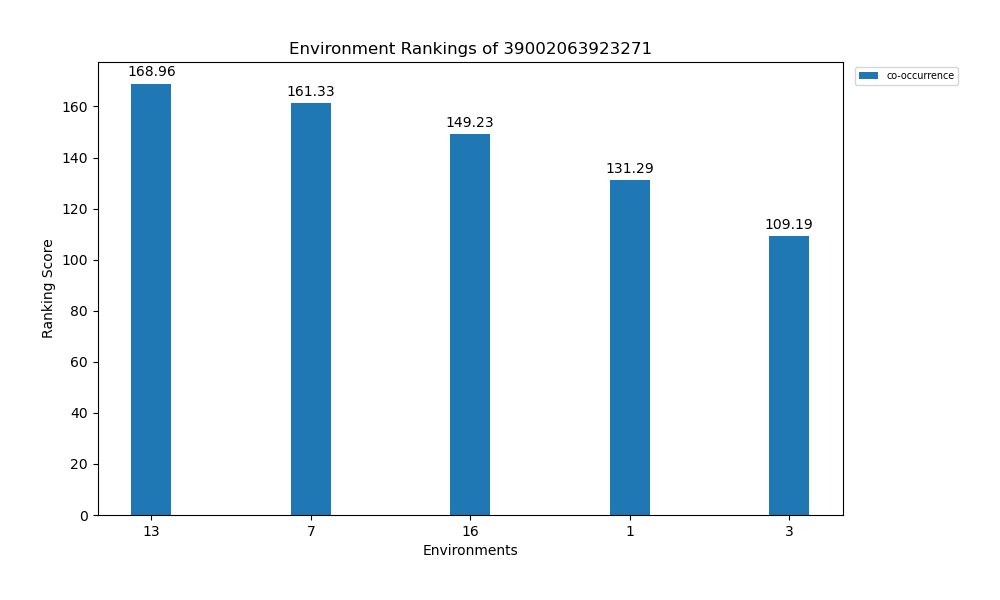 Environment Rankings of 39002063923271
co-occurrence
168.96
161.33
149.23
131.29
109.19
160
140
120
100
80
60
40
20
0
Ranking Score
13 7 16 1 3
Environments